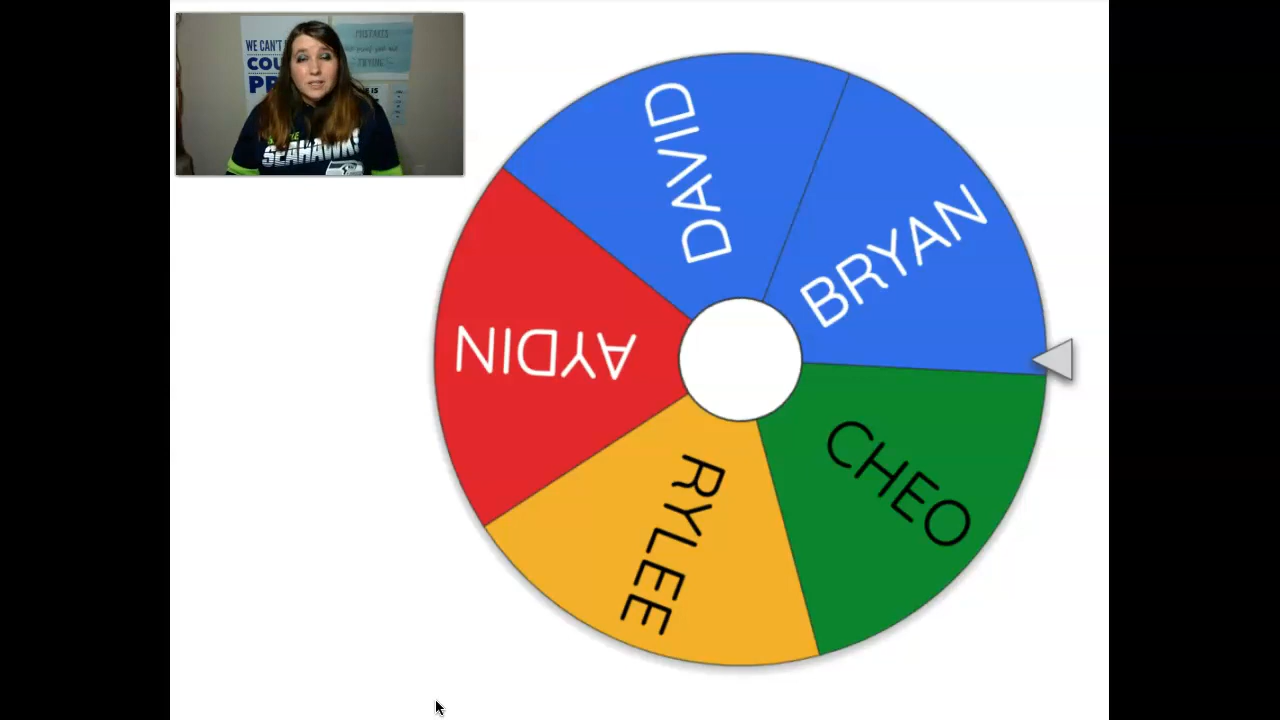 WE CAN'T
COU
PR
MISTAKES
SEAHAWKS
DAVID
BRYAN
AYDIN
CHEO
RYLEE